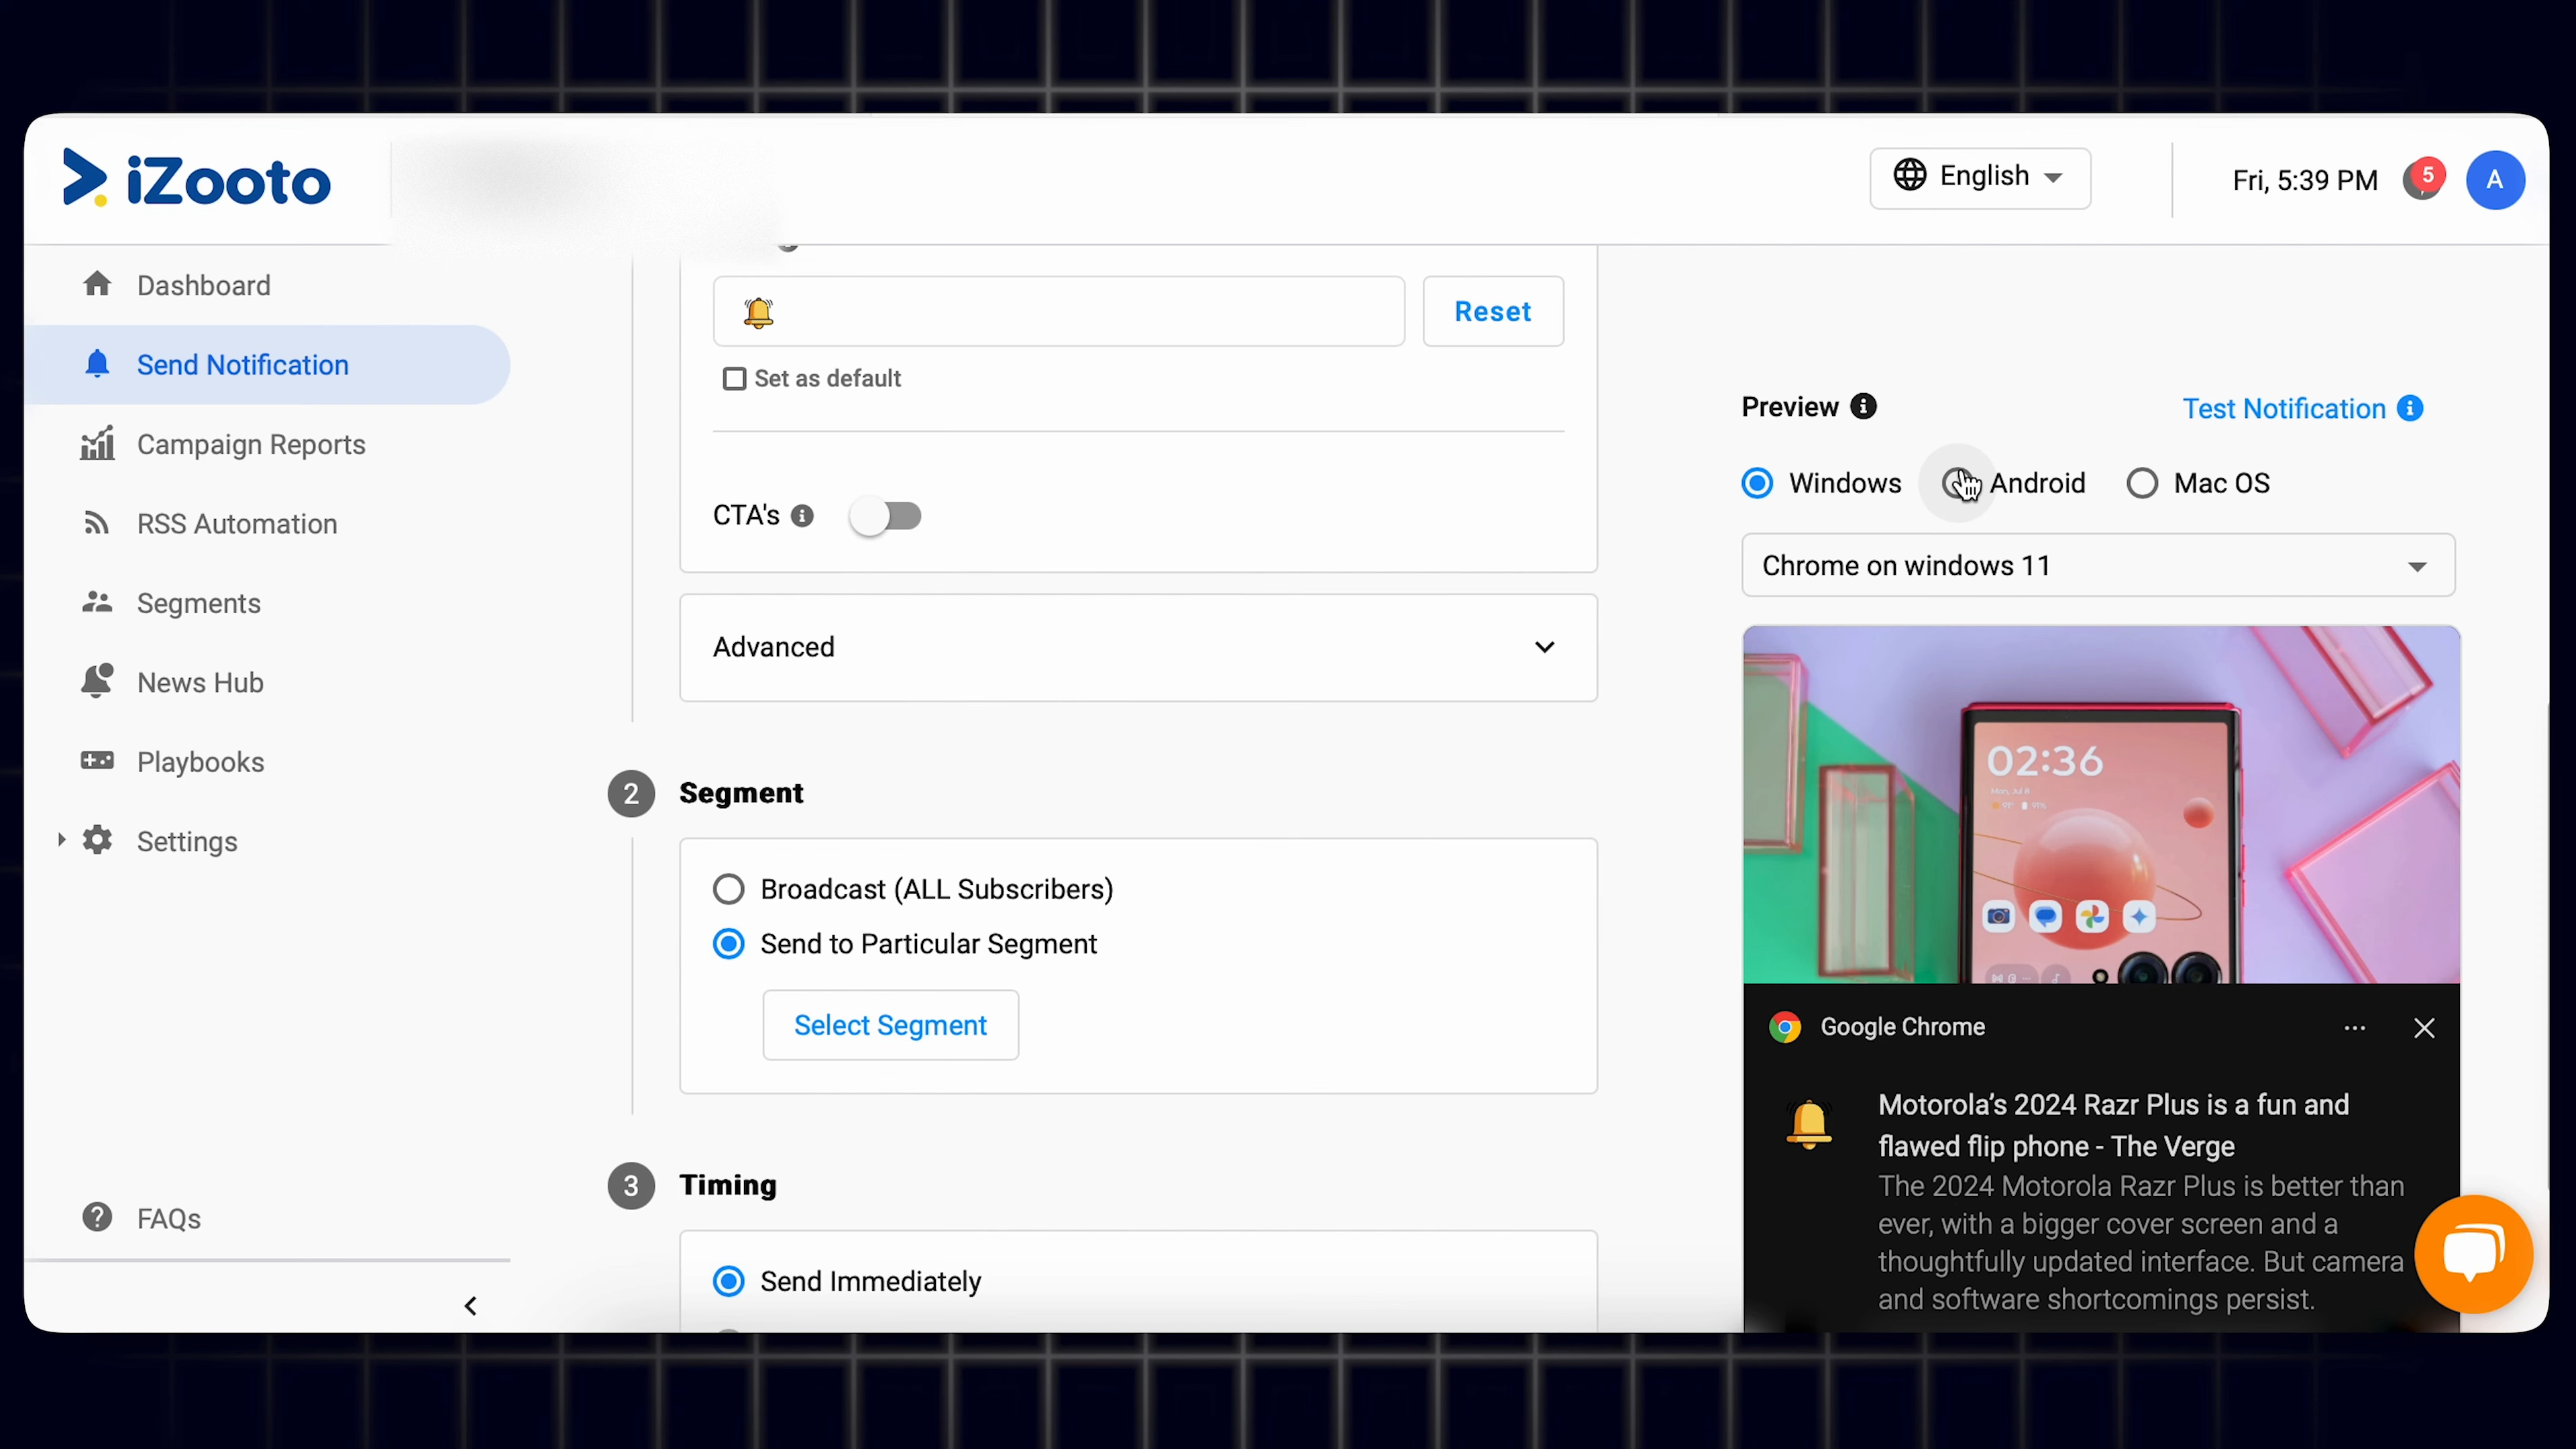 iZooto
English
Fri, 5:39 PM
5
A
Dashboard
Send Notification
Campaign Reports
RSS Automation
Segments
News Hub
Playbooks
Settings
FAQs
Reset
Set as default
CTA's
Advanced
2 Segment
Broadcast (ALL Subscribers)
Send to Particular Segment
Select Segment
3 Timing
Send Immediately
Preview
Test Notification
Windows
Android
Mac OS
Chrome on windows 11
02:36
Mon, Jul 8
91%
Google Chrome
Motorola’s 2024 Razr Plus is a fun and
flawed flip phone - The Verge
The 2024 Motorola Razr Plus is better than
ever, with a bigger cover screen and a
thoughtfully updated interface. But camera
and software shortcomings persist.